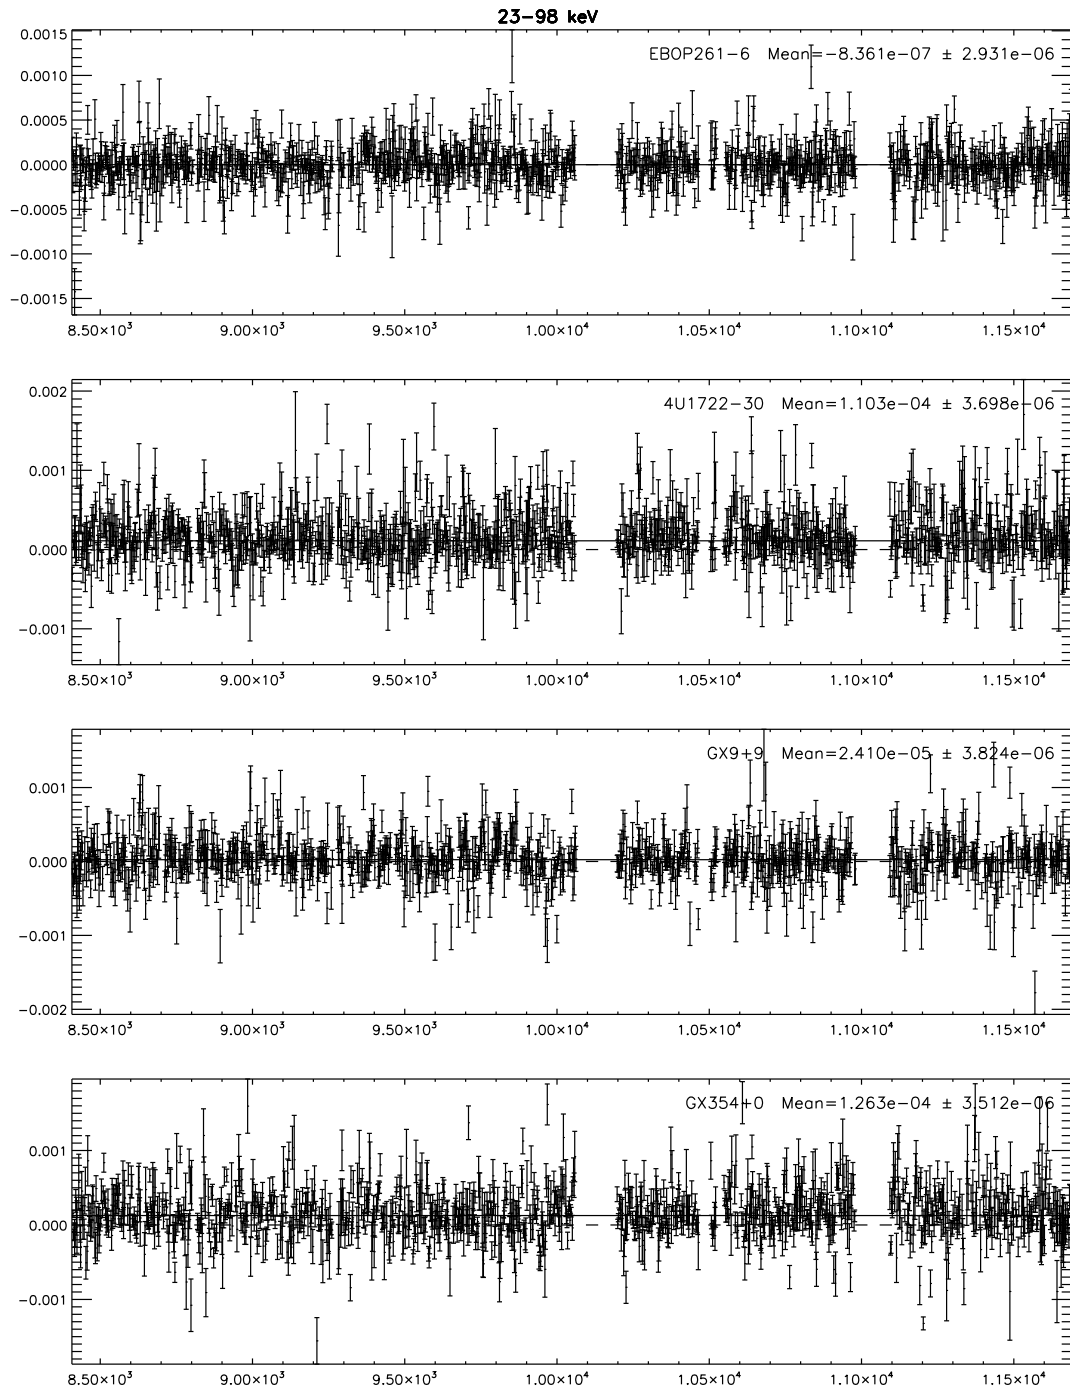 23-98 keV
EBOP261-6 Mean=-8.361e-07 ± 2.931e-06
0.0015
0.0010
0.0005
0.0000
-0.0005
-0.0010
-0.0015
8.50×10³ 9.00×10³ 9.50×10³ 1.00×10⁴ 1.05×10⁴ 1.10×10⁴ 1.15×10⁴
4U1722-30 Mean=1.103e-04 ± 3.698e-06
0.002
0.001
0.000
-0.001
8.50×10³ 9.00×10³ 9.50×10³ 1.00×10⁴ 1.05×10⁴ 1.10×10⁴ 1.15×10⁴
GX9+9 Mean=2.410e-05 ± 3.824e-06
0.001
0.000
-0.001
-0.002
8.50×10³ 9.00×10³ 9.50×10³ 1.00×10⁴ 1.05×10⁴ 1.10×10⁴ 1.15×10⁴
GX354+0 Mean=1.263e-04 ± 3.512e-06
0.001
0.000
-0.001
8.50×10³ 9.00×10³ 9.50×10³ 1.00×10⁴ 1.05×10⁴ 1.10×10⁴ 1.15×10⁴